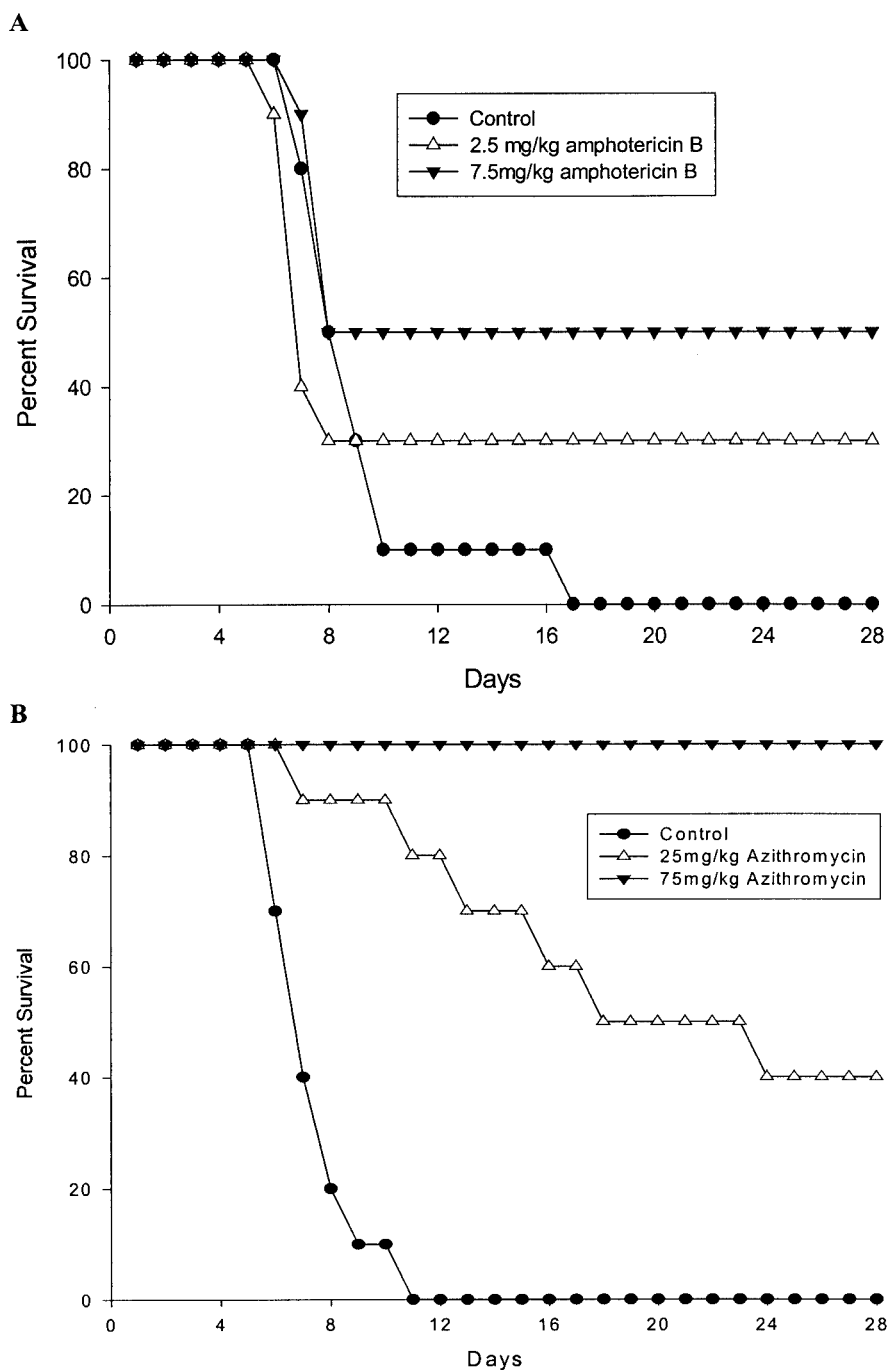 A
100
80
60
40
20
0
Percent Survival
Control
2.5 mg/kg amphotericin B
7.5mg/kg amphotericin B
0 4 8 12 16 20 24 28
Days
B
100
80
60
40
20
0
Percent Survival
Control
25mg/kg Azithromycin
75mg/kg Azithromycin
0 4 8 12 16 20 24 28
Days